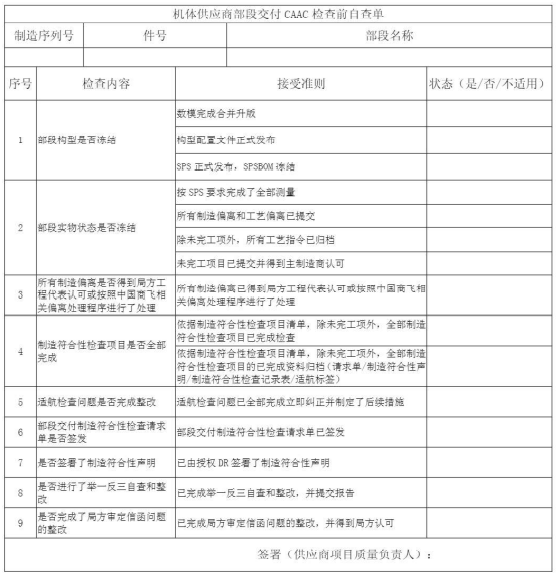 机体供应商部段交付 CAAC 检查前自查单
制造序列号 件号 部段名称
序号 检查内容 接受准则 状态（是/否/不适用）
1 部段构型是否冻结
数模完成合并升版
构型配置文件正式发布
SPS 正式发布，SPSBOM 冻结
2 部段实物状态是否冻结
按 SPS 要求完成了全部测量
所有制造偏离和工艺偏离已提交
除未完工项外，所有工艺指令已归档
未完工项目已提交并得到主制造商认可
3
所有制造偏离是否得到局方工
程代表认可或按照中国商飞相
关偏离处理程序进行了处理
所有制造偏离已得到局方工程代表认可或按照中国商飞相
关偏离处理程序进行了处理
4
制造符合性检查项目是否全部
完成
依据制造符合性检查项目清单，除未完工项外，全部制造
符合性检查项目已完成检查
依据制造符合性检查项目清单，除未完工项外，全部制造
符合性检查项目的已完成资料归档（请求单/制造符合性声
明/制造符合性检查记录表/适航标签）
5 适航检查问题是否完成整改 适航检查问题已全部完成立即纠正并制定了后续措施
6
部段交付制造符合性检查请求
单是否签发
部段交付制造符合性检查请求单已签发
7 是否签署了制造符合性声明 已由授权 DR 签署了制造符合性声明
8
是否进行了举一反三自查和整
改
已完成举一反三自查和整改，并提交报告
9
是否完成了局方审定信函问题
的整改
已完成局方审定信函问题的整改，并得到局方认可
签署（供应商项目质量负责人）：